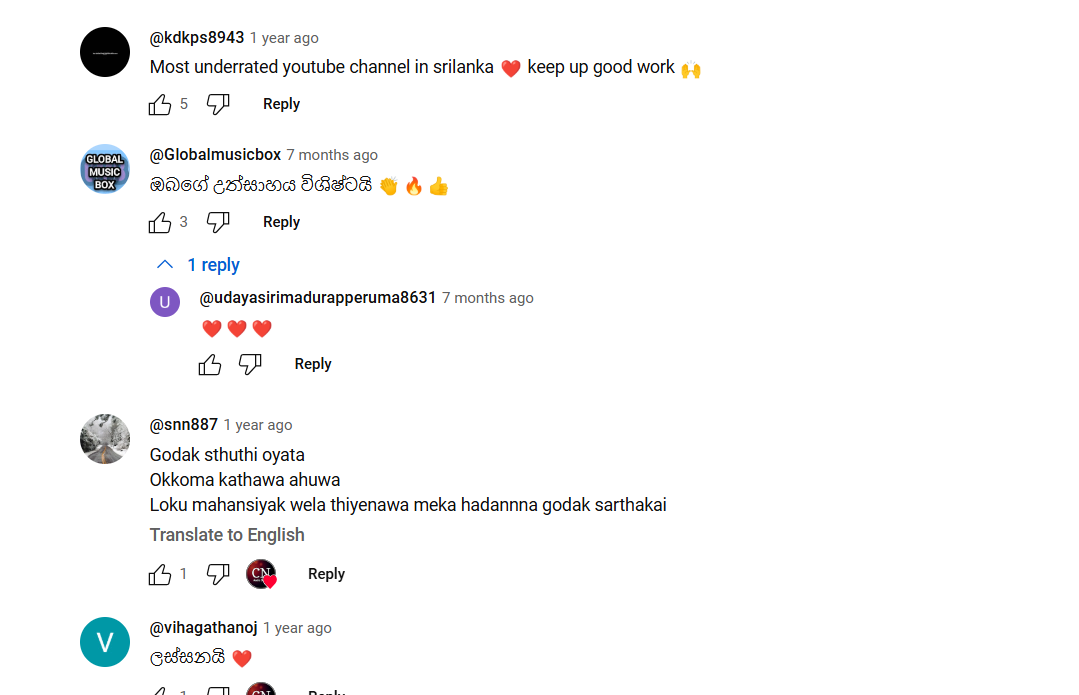 @kdkps8943 1 year ago
Most underrated youtube channel in srilanka ❤️ keep up good work 🙌
5 Reply
GLOBAL
MUSIC
BOX
@Globalmusicbox 7 months ago
ඔබගේ උත්සාහය විශිෂ්ටයි 👏🔥👍
3 Reply
1 reply
U
@udayasirimadurapperuma8631 7 months ago
❤️❤️❤️
Reply
@snn887 1 year ago
Godak sthuthi oyata
Okkoma kathawa ahuwa
Loku mahansiyak wela thiyenawa meka hadannna godak sarthakai
Translate to English
1 CN Reply
V
@vihagathanoj 1 year ago
ලස්සනයි ❤️
1 CN Reply